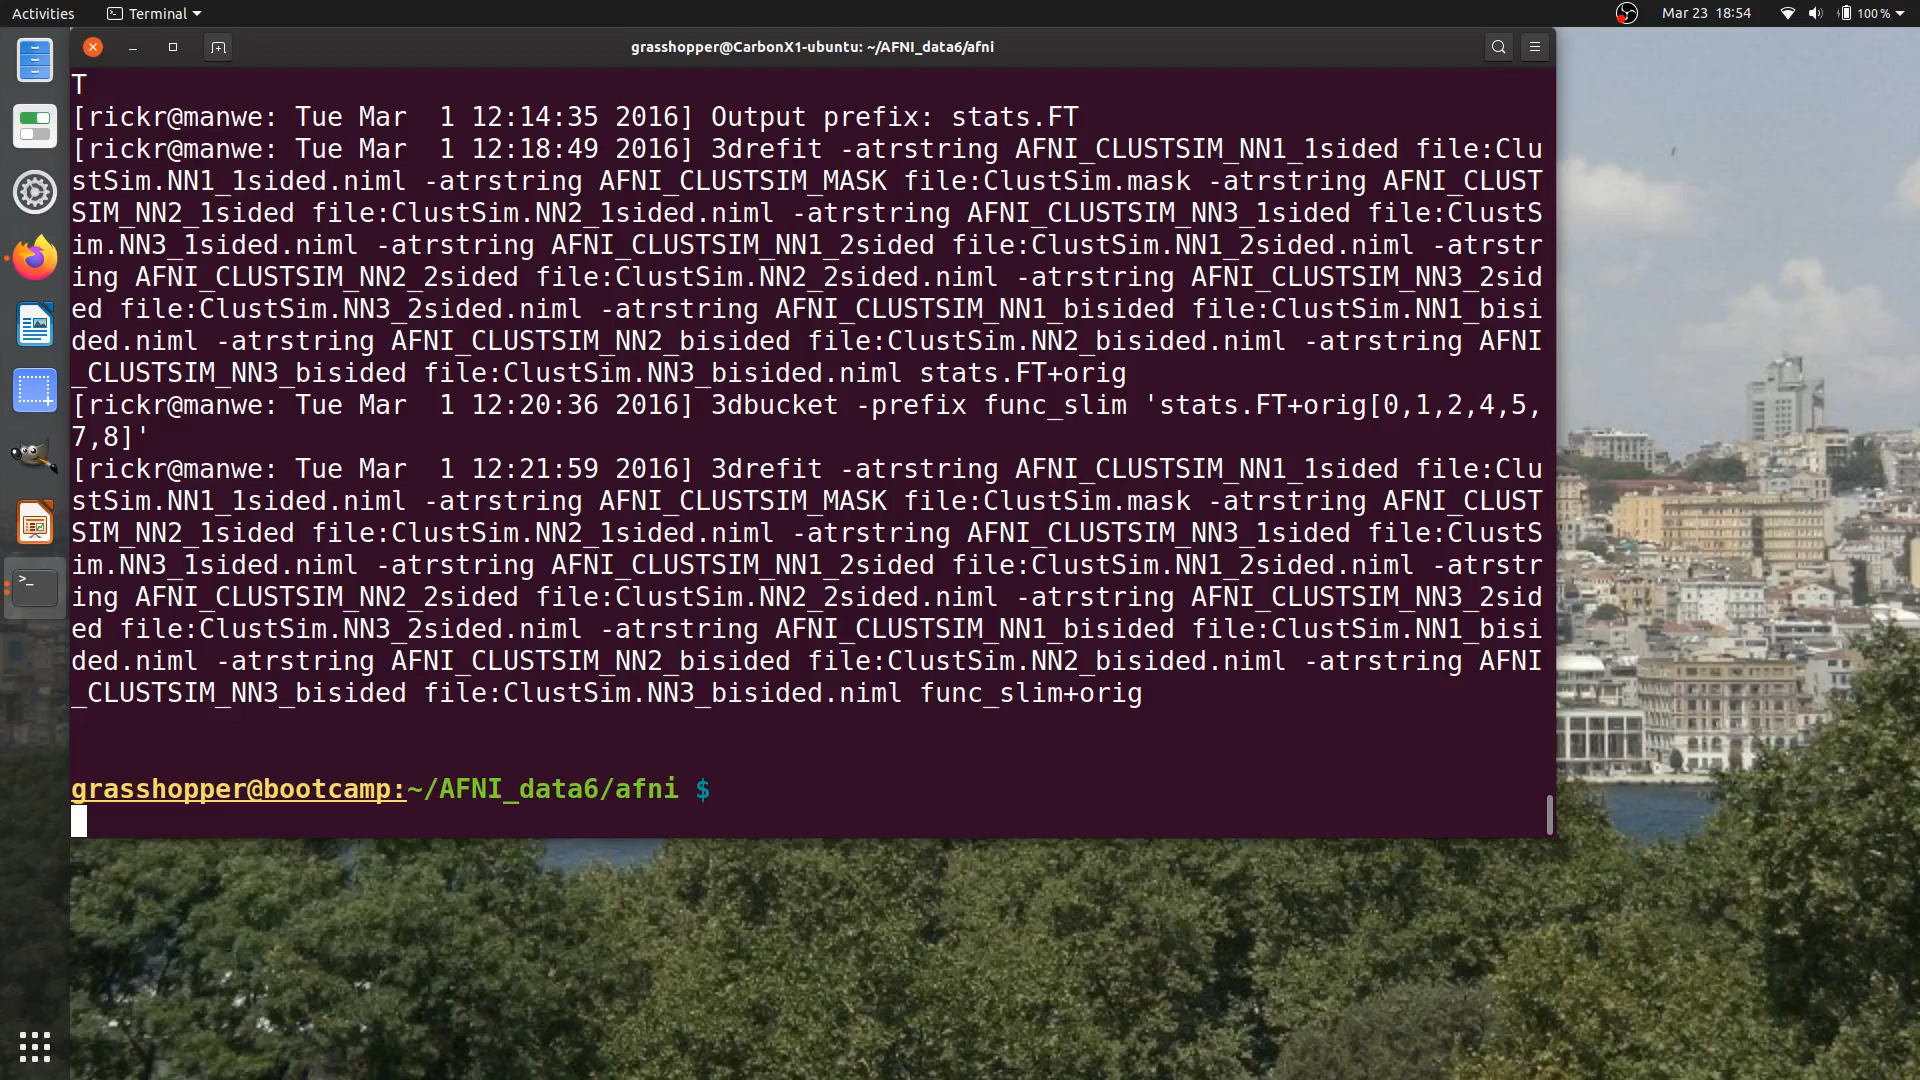 Activities
Terminal
Mar 23 18:54
100 %
grasshopper@CarbonX1-ubuntu: ~/AFNI_data6/afni
T
[rickr@manwe: Tue Mar  1 12:14:35 2016] Output prefix: stats.FT
[rickr@manwe: Tue Mar  1 12:18:49 2016] 3drefit -atrstring AFNI_CLUSTSIM_NN1_1sided file:Clu
stSim.NN1_1sided.niml -atrstring AFNI_CLUSTSIM_MASK file:ClustSim.mask -atrstring AFNI_CLUST
SIM_NN2_1sided file:ClustSim.NN2_1sided.niml -atrstring AFNI_CLUSTSIM_NN3_1sided file:ClustS
im.NN3_1sided.niml -atrstring AFNI_CLUSTSIM_NN1_2sided file:ClustSim.NN1_2sided.niml -atrstr
ing AFNI_CLUSTSIM_NN2_2sided file:ClustSim.NN2_2sided.niml -atrstring AFNI_CLUSTSIM_NN3_2sid
ed file:ClustSim.NN3_2sided.niml -atrstring AFNI_CLUSTSIM_NN1_bisided file:ClustSim.NN1_bisi
ded.niml -atrstring AFNI_CLUSTSIM_NN2_bisided file:ClustSim.NN2_bisided.niml -atrstring AFNI
_CLUSTSIM_NN3_bisided file:ClustSim.NN3_bisided.niml stats.FT+orig
[rickr@manwe: Tue Mar  1 12:20:36 2016] 3dbucket -prefix func_slim 'stats.FT+orig[0,1,2,4,5,
7,8]'
[rickr@manwe: Tue Mar  1 12:21:59 2016] 3drefit -atrstring AFNI_CLUSTSIM_NN1_1sided file:Clu
stSim.NN1_1sided.niml -atrstring AFNI_CLUSTSIM_MASK file:ClustSim.mask -atrstring AFNI_CLUST
SIM_NN2_1sided file:ClustSim.NN2_1sided.niml -atrstring AFNI_CLUSTSIM_NN3_1sided file:ClustS
im.NN3_1sided.niml -atrstring AFNI_CLUSTSIM_NN1_2sided file:ClustSim.NN1_2sided.niml -atrstr
ing AFNI_CLUSTSIM_NN2_2sided file:ClustSim.NN2_2sided.niml -atrstring AFNI_CLUSTSIM_NN3_2sid
ed file:ClustSim.NN3_2sided.niml -atrstring AFNI_CLUSTSIM_NN1_bisided file:ClustSim.NN1_bisi
ded.niml -atrstring AFNI_CLUSTSIM_NN2_bisided file:ClustSim.NN2_bisided.niml -atrstring AFNI
_CLUSTSIM_NN3_bisided file:ClustSim.NN3_bisided.niml func_slim+orig
grasshopper@bootcamp:~/AFNI_data6/afni $